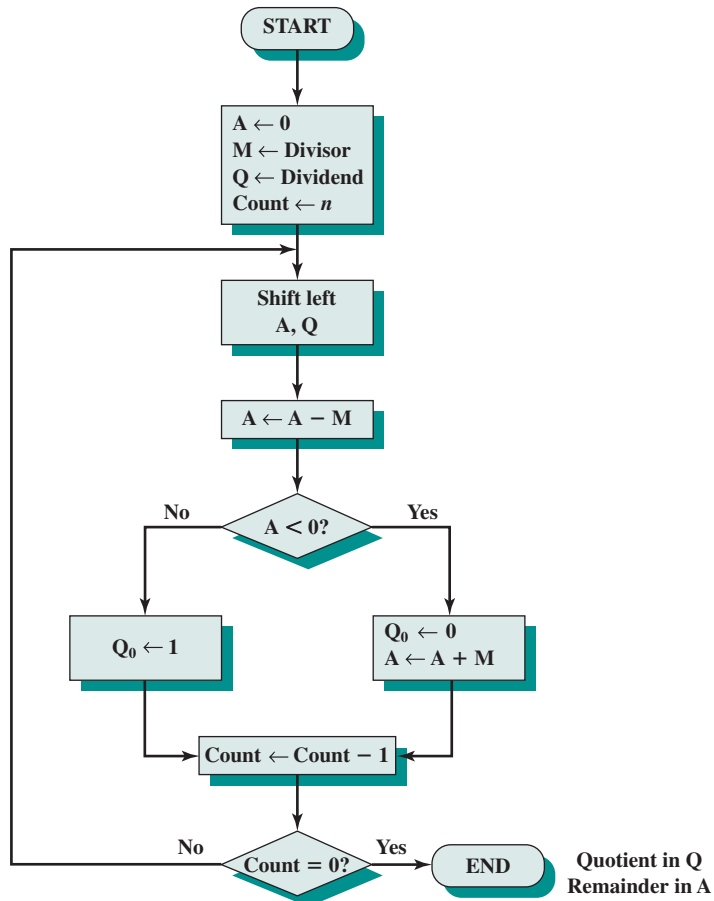 START
A ← 0
M ← Divisor
Q ← Dividend
Count ← n
Shift left
A, Q
A ← A − M
No
A < 0?
Yes
Q₀ ← 1
Q₀ ← 0
A ← A + M
Count ← Count − 1
No
Count = 0?
Yes
END
Quotient in Q
Remainder in A